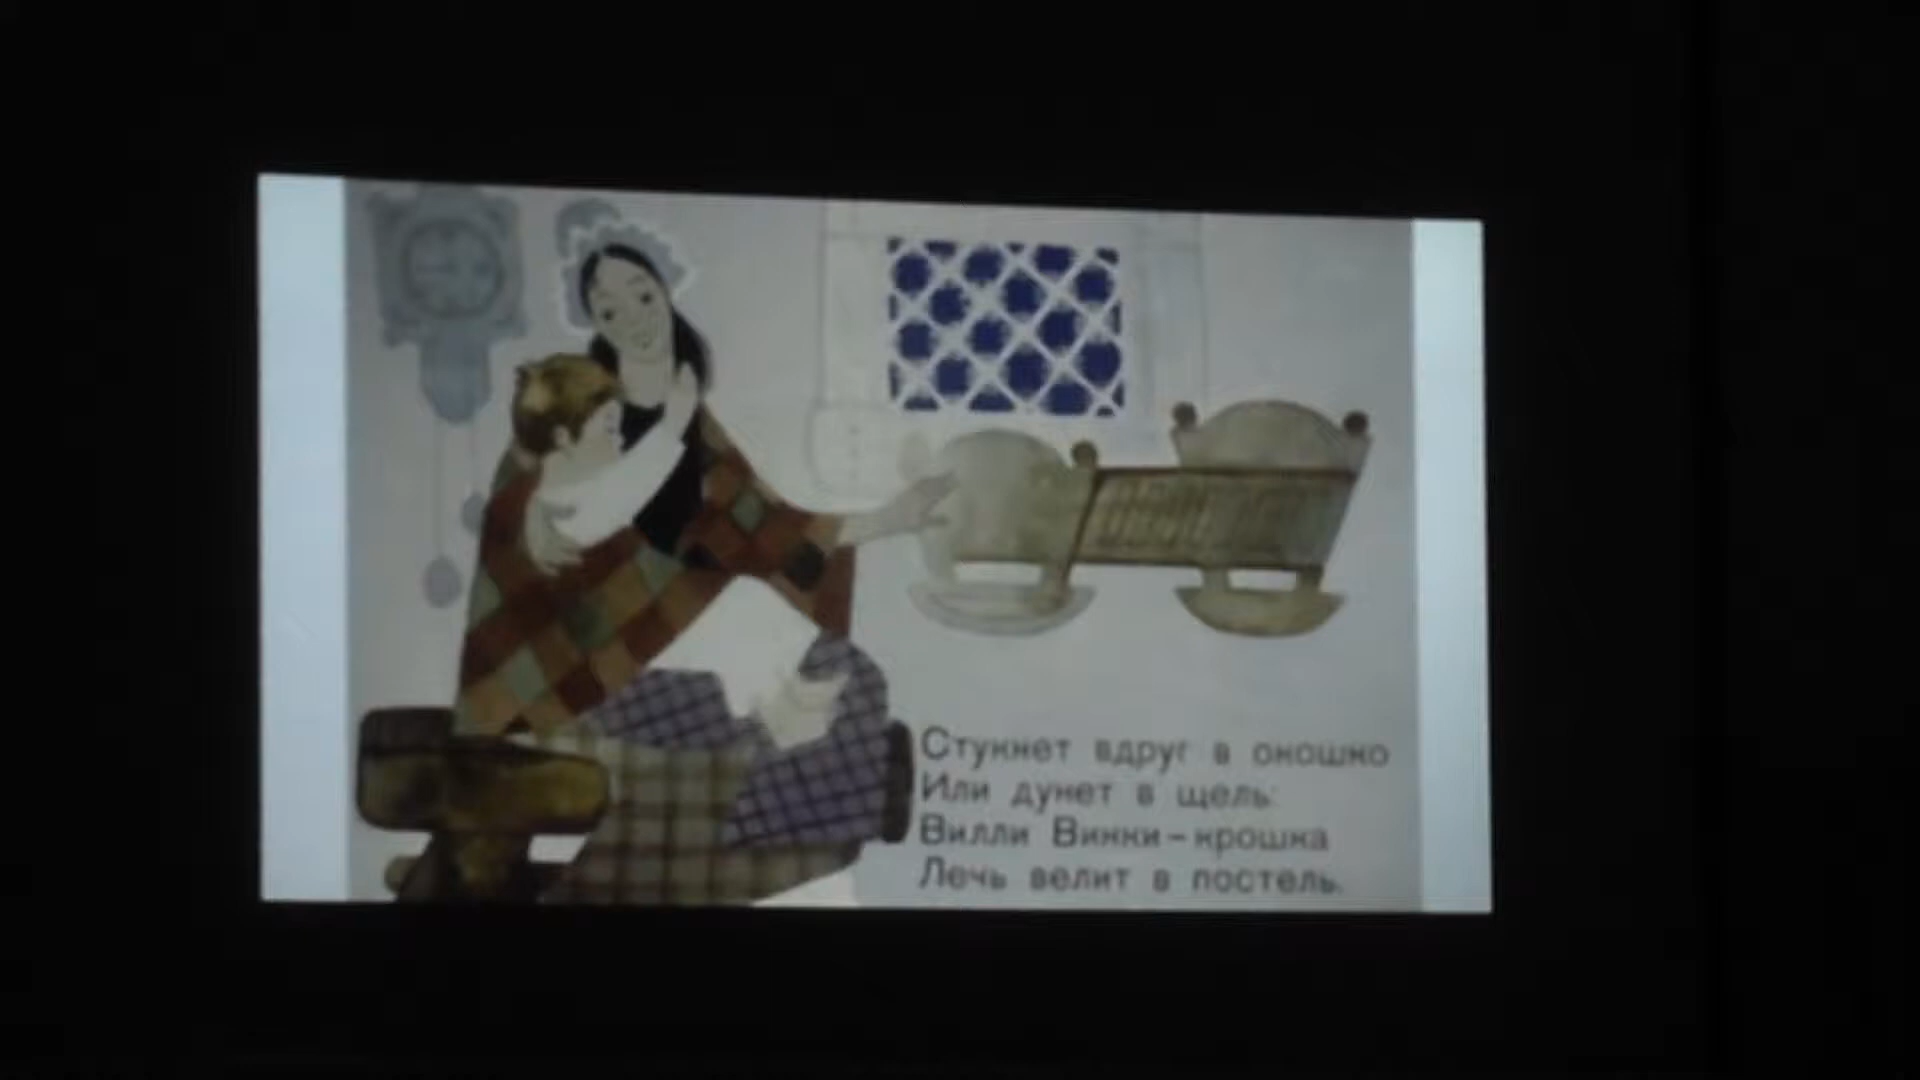 Стукнет вдруг в окошко
Или дунет в щель:
Вилли Винки – крошка
Лечь велит в постель.